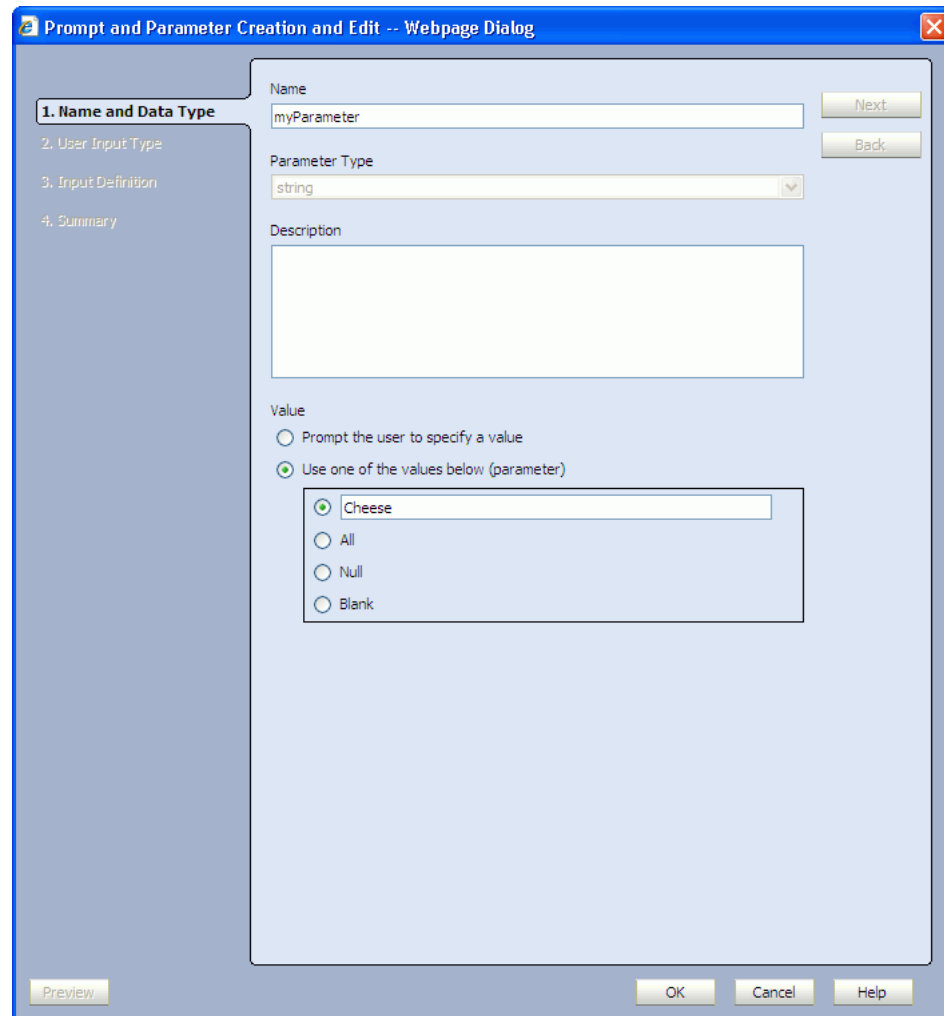 Prompt and Parameter Creation and Edit -- Webpage Dialog
1. Name and Data Type
2. User Input Type
3. Input Definition
4. Summary
Name
myParameter
Parameter Type
string
Description
Value
Prompt the user to specify a value
Use one of the values below (parameter)
Cheese
All
Null
Blank
Next
Back
Preview
OK
Cancel
Help